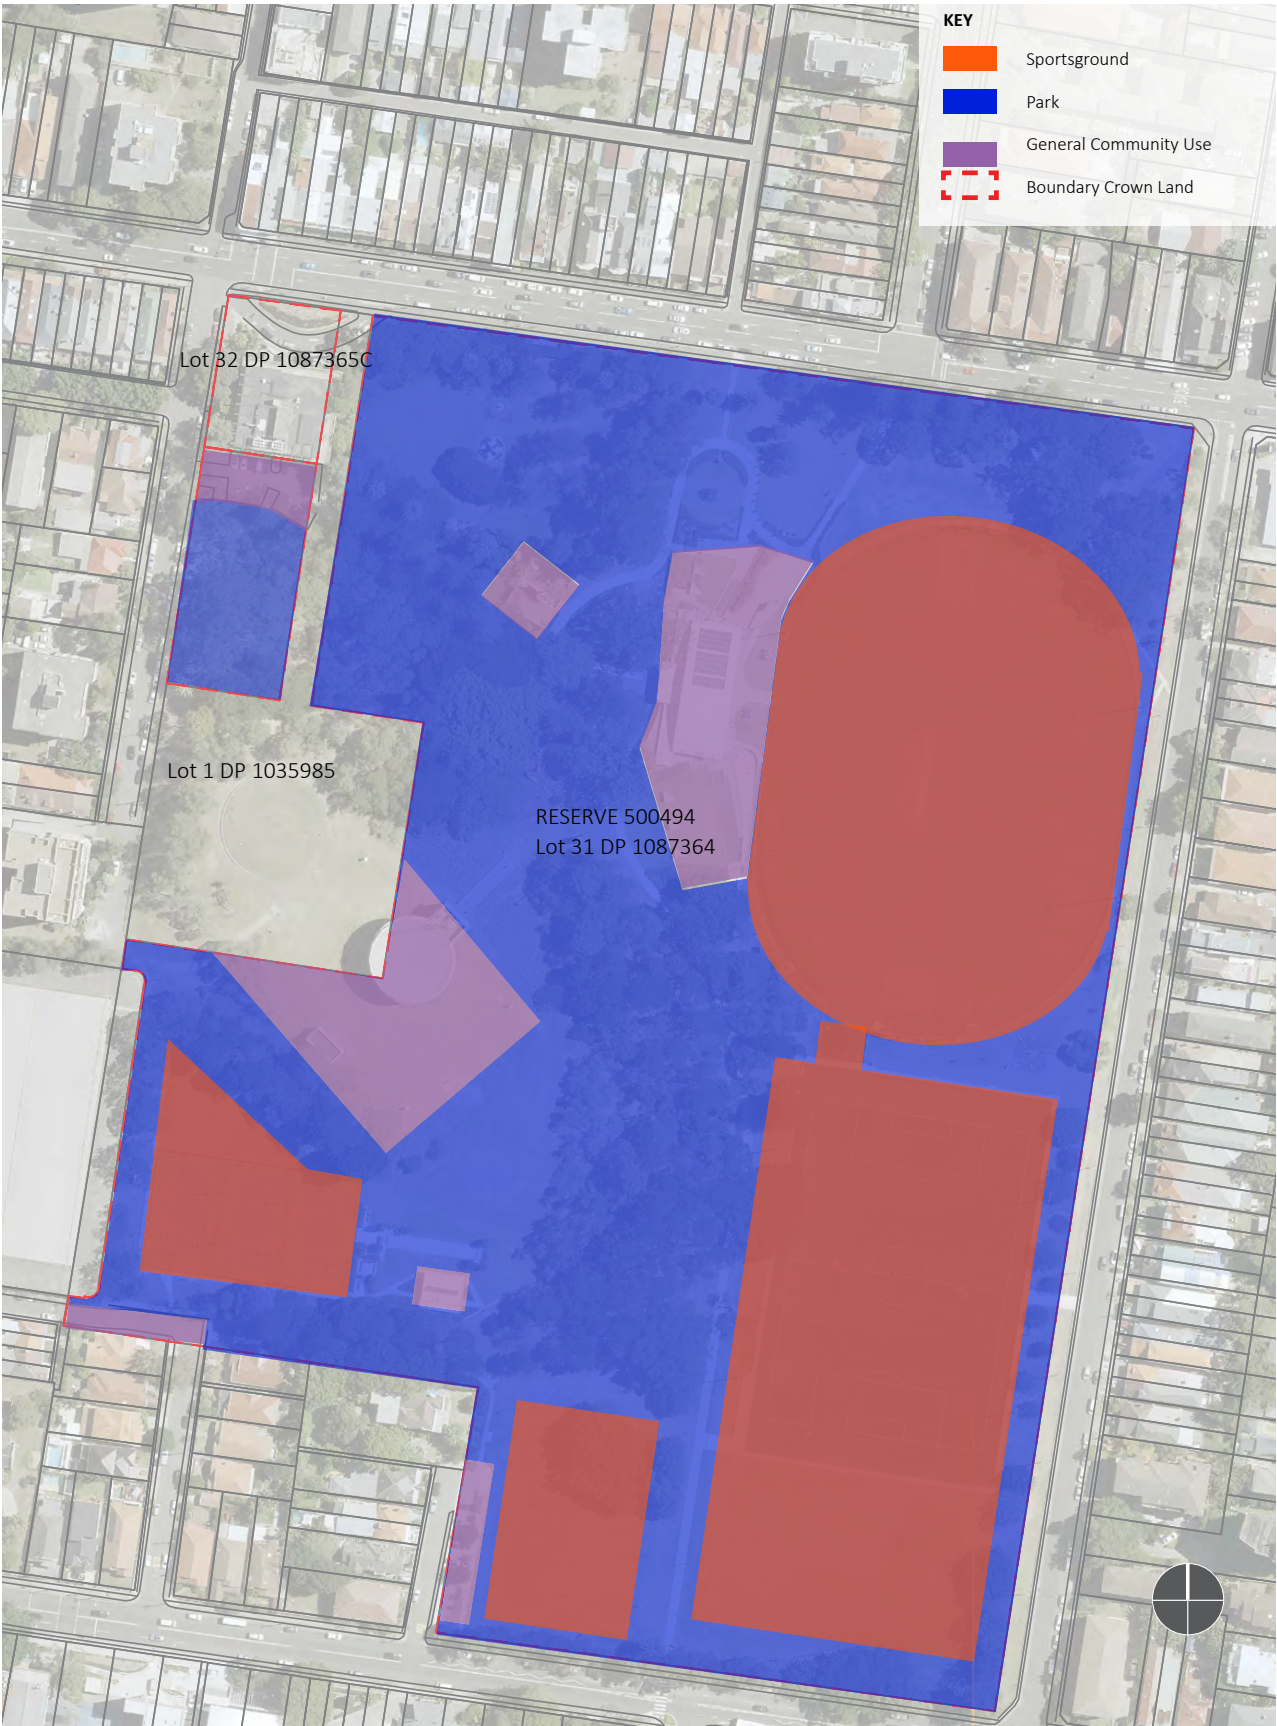 KEY
Sportsground
Park
General Community Use
Boundary Crown Land
Lot 32 DP 1087365C
Lot 1 DP 1035985
RESERVE 500494
Lot 31 DP 1087364